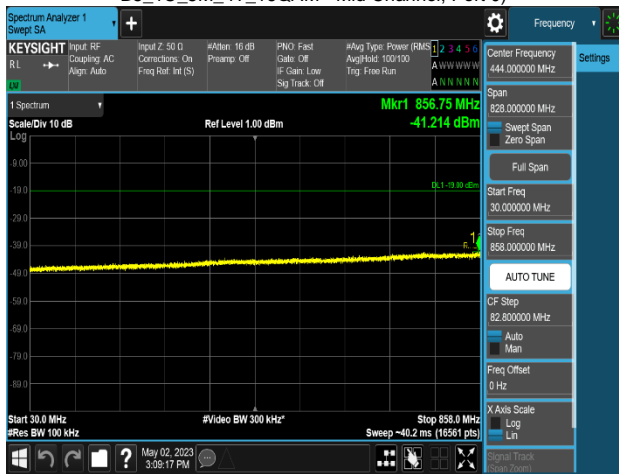 Spectrum Analyzer 1
Swept SA
Frequency
KEYSIGHT
RL
Input: RF
Coupling: AC
Align: Auto
Input Z: 50 Ω
Corrections: On
Freq Ref: Int (S)
#Atten: 16 dB
Preamp: Off
PNO: Fast
Gate: Off
IF Gain: Low
Sig Track: Off
#Avg Type: Power (RMS
Avg|Hold: 100/100
Trig: Free Run
1 2 3 4 5 6
A W W W W W
A N N N N N
Settings
1 Spectrum
Scale/Div 10 dB
Log
Ref Level 1.00 dBm
Mkr1 856.75 MHz
-41.214 dBm
-9.00
-19.0
-29.0
-39.0
-49.0
-59.0
-69.0
-79.0
-89.0
DL1 -19.00 dBm
1
Start 30.0 MHz
#Res BW 100 kHz
#Video BW 300 kHz*
Stop 858.0 MHz
Sweep ~40.2 ms (16561 pts)
Center Frequency
444.000000 MHz
Span
828.000000 MHz
Swept Span
Zero Span
Full Span
Start Freq
30.000000 MHz
Stop Freq
858.000000 MHz
AUTO TUNE
CF Step
82.800000 MHz
Auto
Man
Freq Offset
0 Hz
X Axis Scale
Log
Lin
Signal Track
(Span Zoom)
May 02, 2023
3:09:17 PM